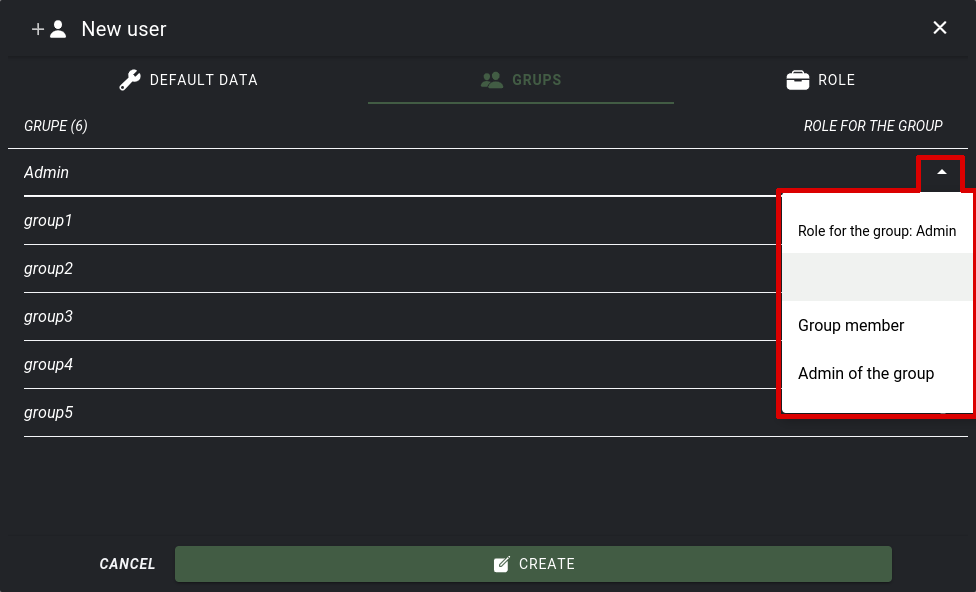 New user
DEFAULT DATA
GRUPS
ROLE
GRUPE (6)
ROLE FOR THE GROUP
Admin
group1
group2
group3
group4
group5
Role for the group: Admin
Group member
Admin of the group
CANCEL
CREATE